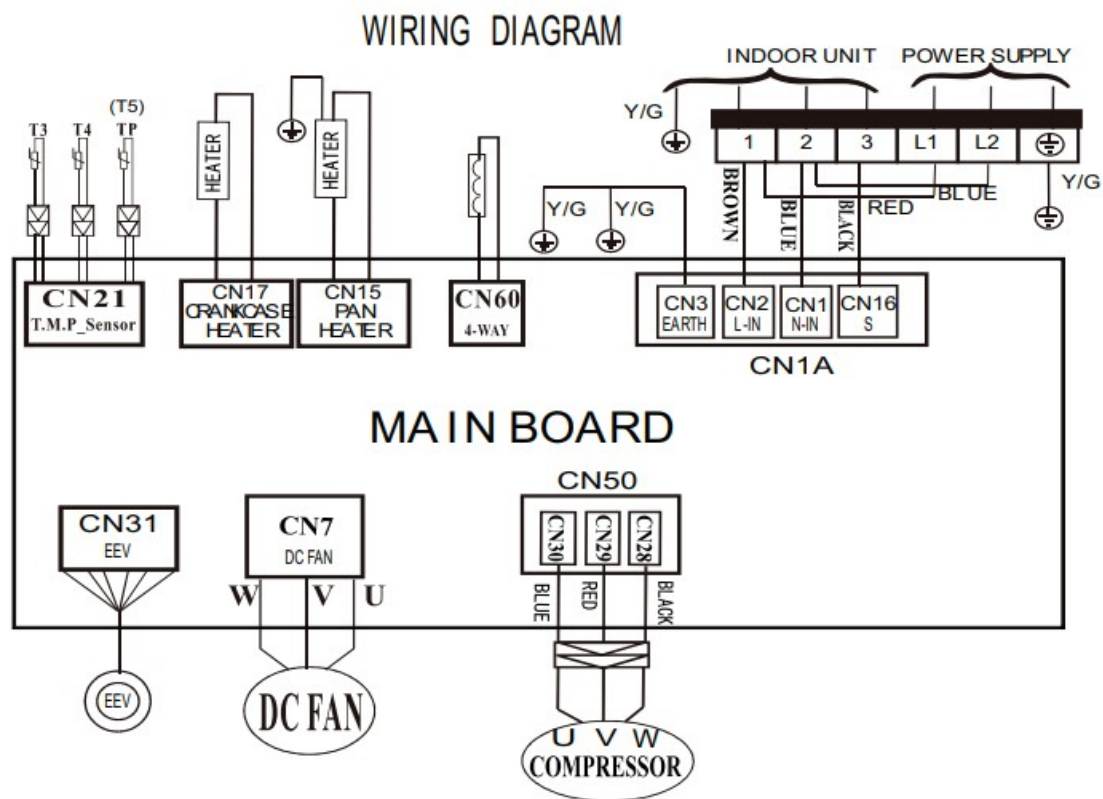 WIRING DIAGRAM
INDOOR UNIT POWER SUPPLY
(T5)
T3 T4 TP
Y/G
HEATER
HEATER
1 2 3 L1 L2
Y/G
Y/G Y/G
BROWN
BLUE
BLACK
RED
BLUE
CN21
T.M.P_Sensor
CN17
CRANKCASE
HEATER
CN15
PAN
HEATER
CN60
4-WAY
CN3
EARTH
CN2
L-IN
CN1
N-IN
CN16
S
CN1A
MAIN BOARD
CN31
EEV
CN7
DC FAN
W V U
CN50
CN30
CN29
CN28
BLUE
RED
BLACK
EEV
DC FAN
U V W
COMPRESSOR